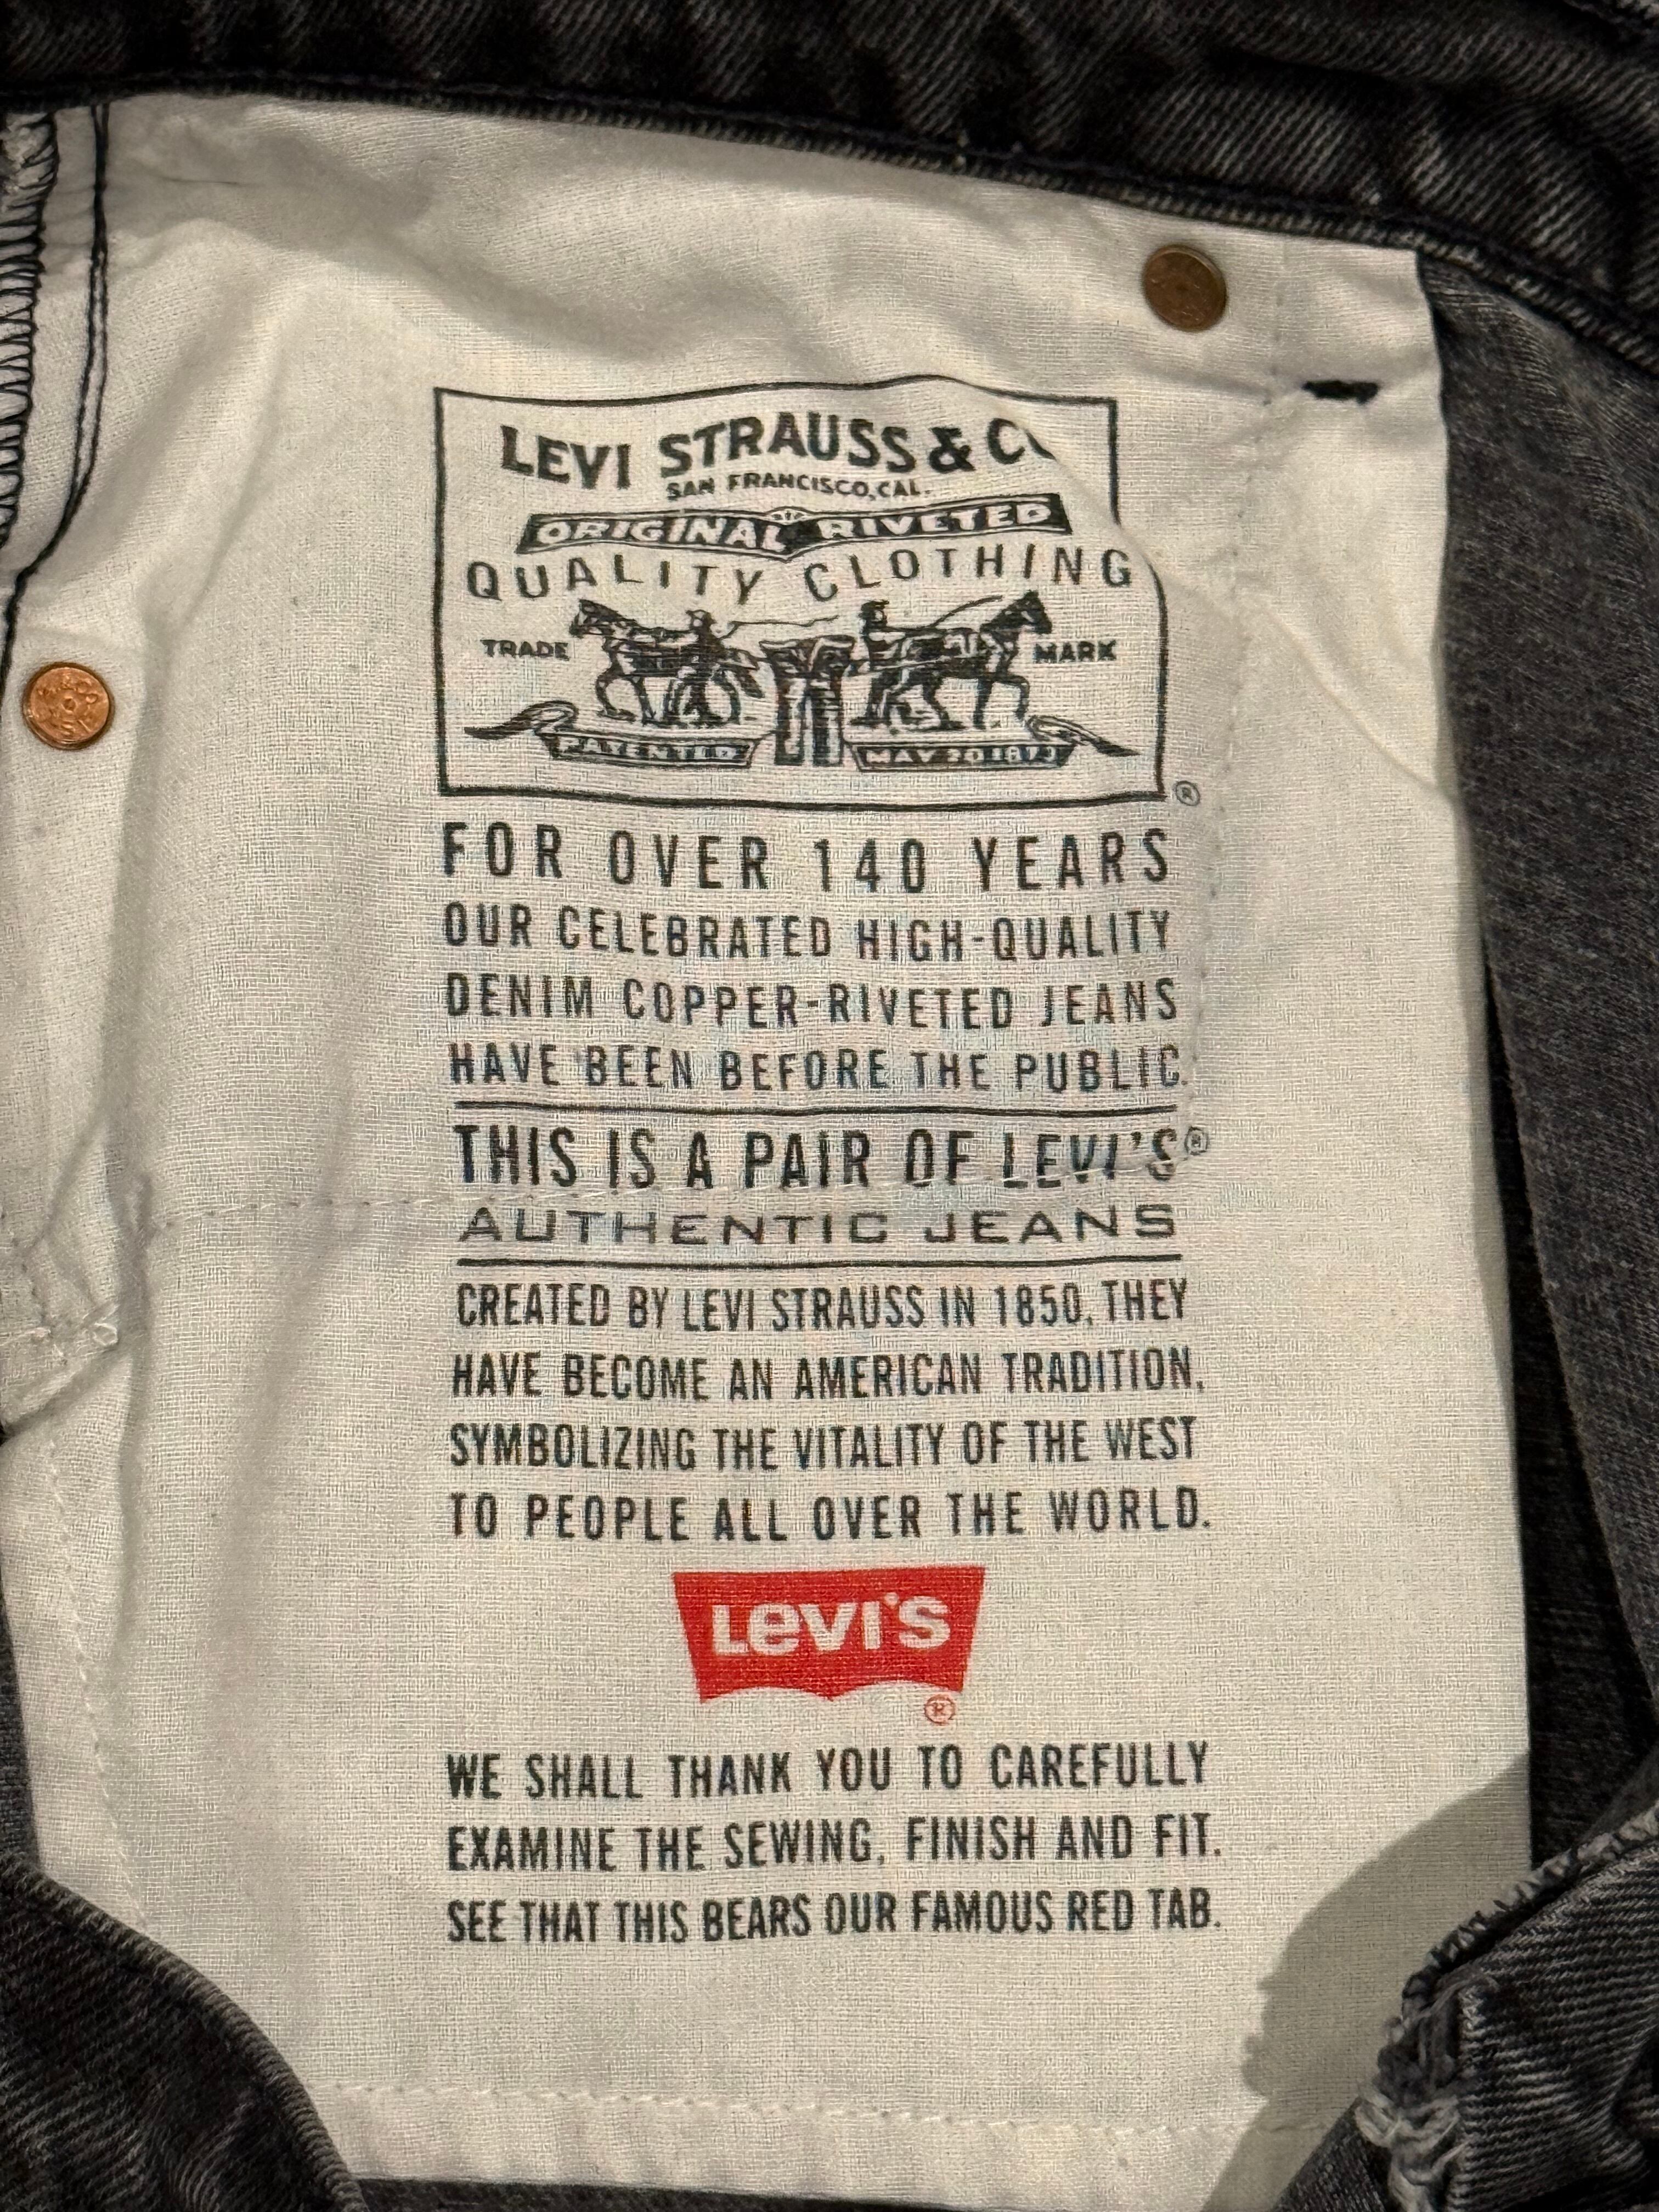 LEVI STRAUSS & C
SAN FRANCISCO, CAL.
ORIGINAL RIVETED
QUALITY CLOTHING
TRADE MARK
PATENTED MAY 20 1873
®
FOR OVER 140 YEARS
OUR CELEBRATED HIGH-QUALITY
DENIM COPPER-RIVETED JEANS
HAVE BEEN BEFORE THE PUBLIC.
THIS IS A PAIR OF LEVI'S®
AUTHENTIC JEANS
CREATED BY LEVI STRAUSS IN 1850, THEY
HAVE BECOME AN AMERICAN TRADITION,
SYMBOLIZING THE VITALITY OF THE WEST
TO PEOPLE ALL OVER THE WORLD.
LEVI'S
®
WE SHALL THANK YOU TO CAREFULLY
EXAMINE THE SEWING, FINISH AND FIT.
SEE THAT THIS BEARS OUR FAMOUS RED TAB.